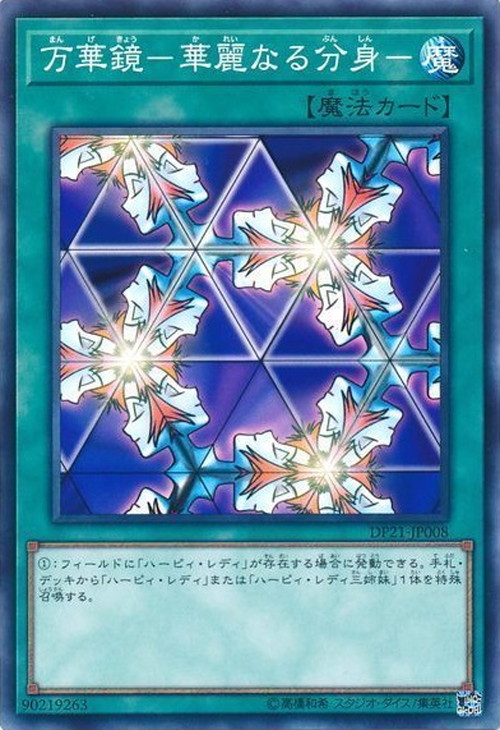 万華鏡－華麗なる分身－ 魔
【魔法カード】
DP21-JP008
①:フィールドに「ハーピィ・レディ」が存在する場合に発動できる。手札・
デッキから「ハーピィ・レディ」または「ハーピィ・レディ三姉妹」1体を特殊
召喚する。
90219263 ©高橋和希 スタジオ・ダイス/集英社